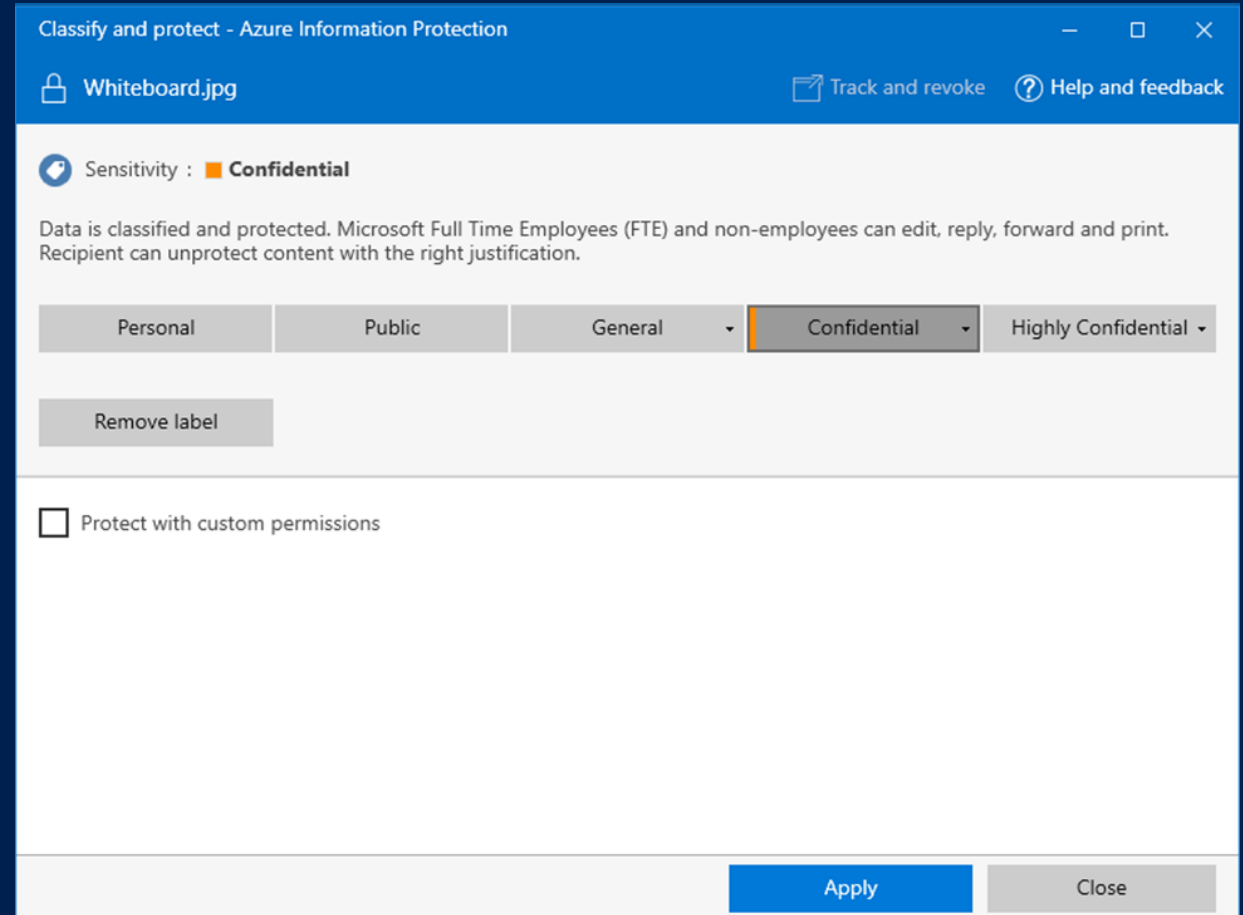 Classify and protect - Azure Information Protection
Whiteboard.jpg
Track and revoke
Help and feedback
Sensitivity : Confidential
Data is classified and protected. Microsoft Full Time Employees (FTE) and non-employees can edit, reply, forward and print.
Recipient can unprotect content with the right justification.
Personal
Public
General
Confidential
Highly Confidential
Remove label
Protect with custom permissions
Apply
Close